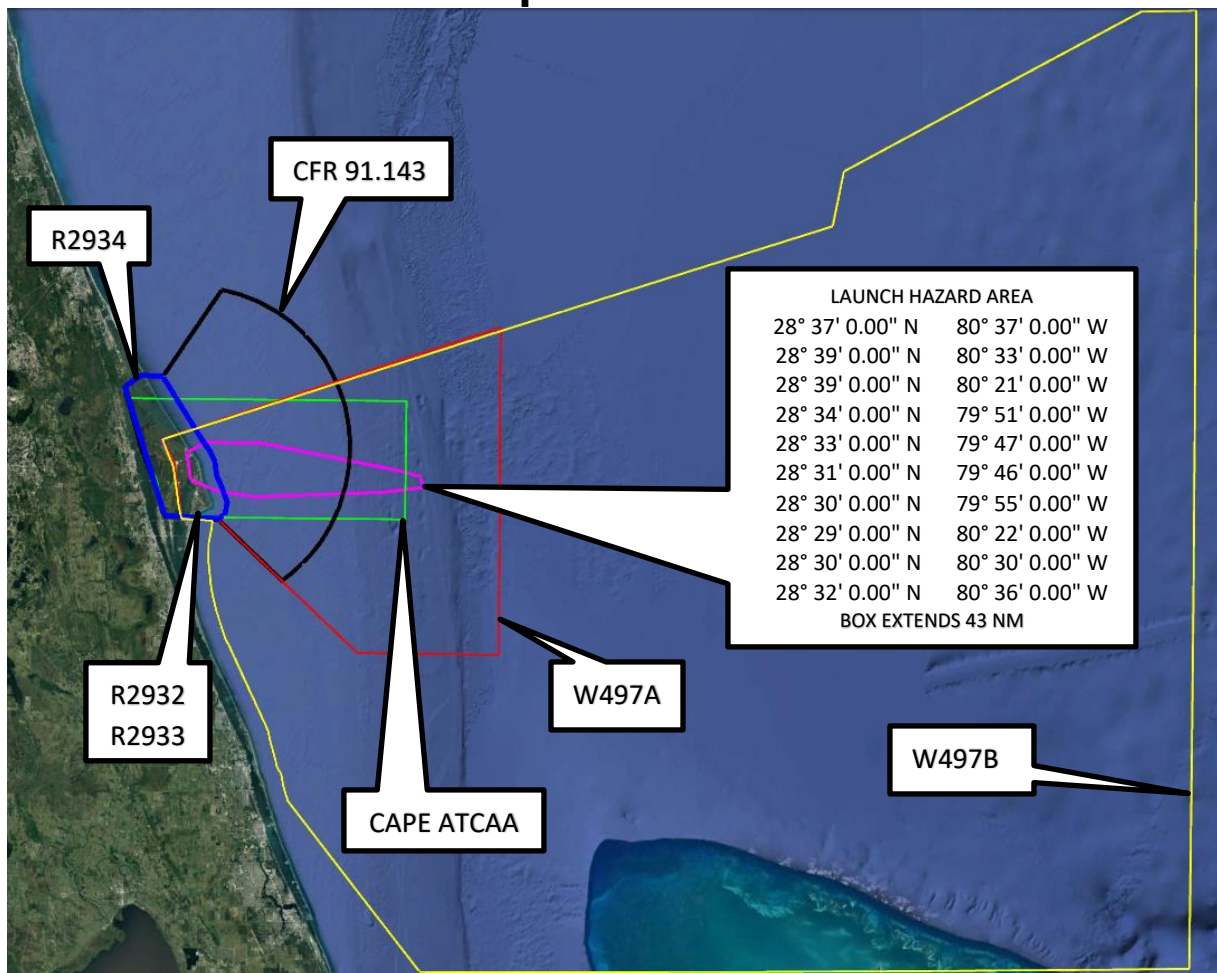 CFR 91.143
R2934
LAUNCH HAZARD AREA
28° 37' 0.00" N 80° 37' 0.00" W
28° 39' 0.00" N 80° 33' 0.00" W
28° 39' 0.00" N 80° 21' 0.00" W
28° 34' 0.00" N 79° 51' 0.00" W
28° 33' 0.00" N 79° 47' 0.00" W
28° 31' 0.00" N 79° 46' 0.00" W
28° 30' 0.00" N 79° 55' 0.00" W
28° 29' 0.00" N 80° 22' 0.00" W
28° 30' 0.00" N 80° 30' 0.00" W
28° 32' 0.00" N 80° 36' 0.00" W
BOX EXTENDS 43 NM
R2932
R2933
W497A
W497B
CAPE ATCAA